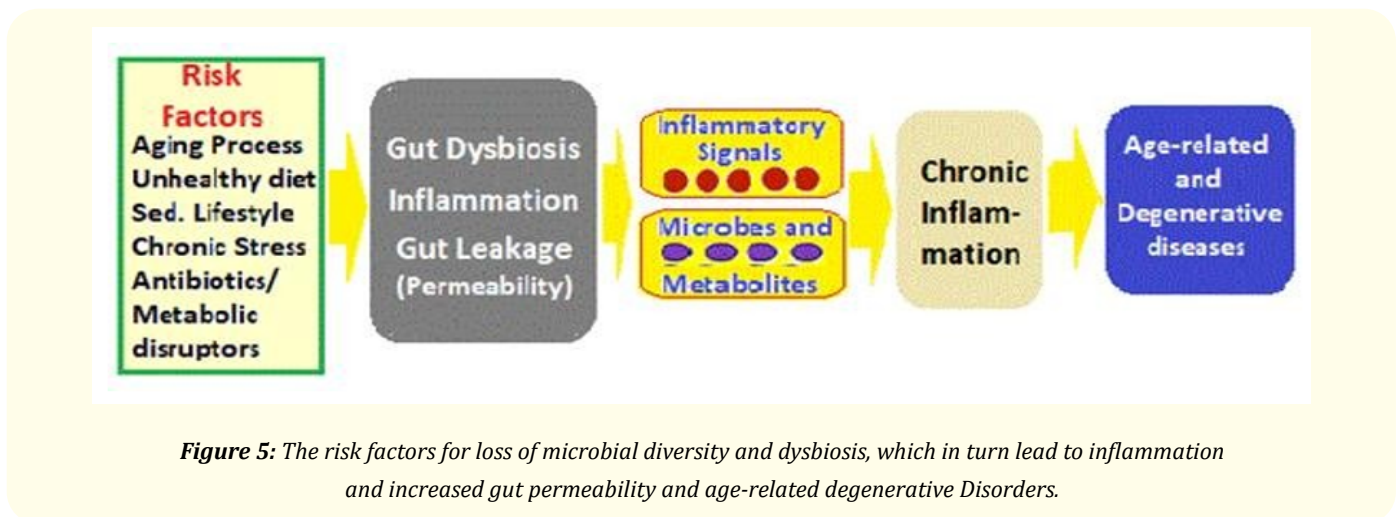 Risk
Factors
Aging Process
Unhealthy diet
Sed. Lifestyle
Chronic Stress
Antibiotics/
Metabolic
disruptors
Gut Dysbiosis
Inflammation
Gut Leakage
(Permeability)
Inflammatory
Signals
Microbes and
Metabolites
Chronic
Inflam-
mation
Age-related
and
Degenerative
diseases
Figure 5: The risk factors for loss of microbial diversity and dysbiosis, which in turn lead to inflammation
and increased gut permeability and age-related degenerative Disorders.